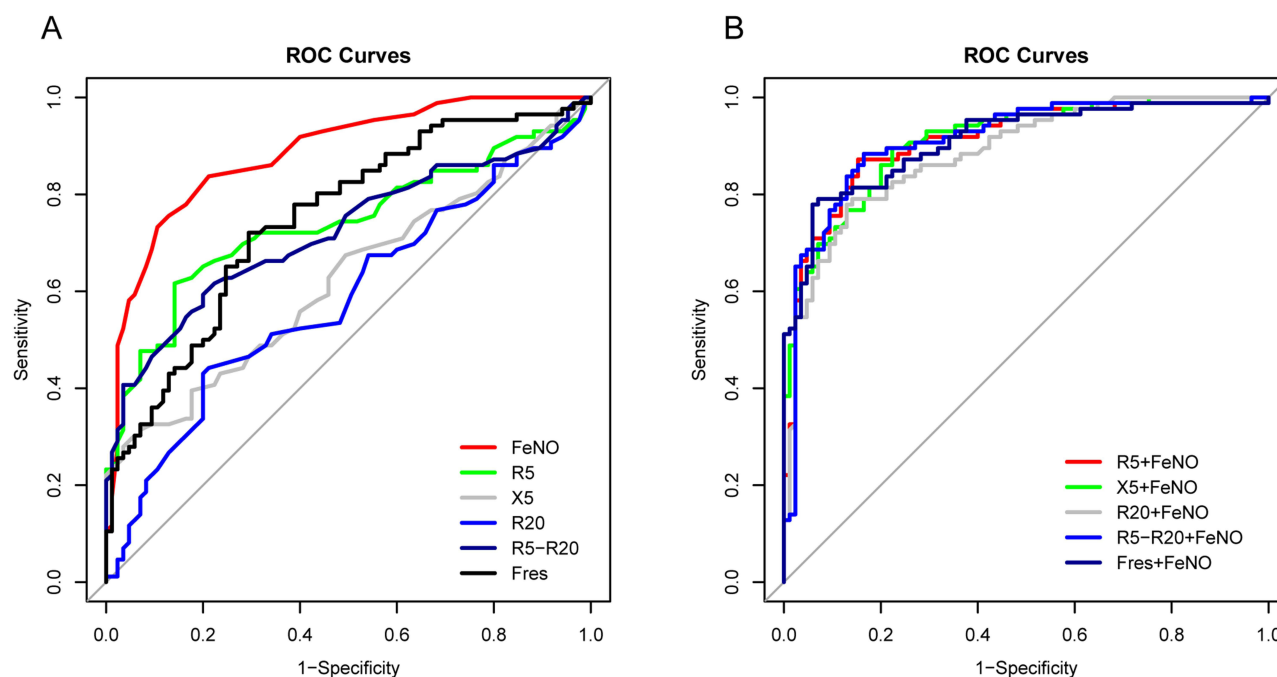 A
ROC Curves
Sensitivity
1.0
0.8
0.6
0.4
0.2
0.0
FeNO
R5
X5
R20
R5−R20
Fres
0.0 0.2 0.4 0.6 0.8 1.0
1−Specificity
B
ROC Curves
Sensitivity
1.0
0.8
0.6
0.4
0.2
0.0
R5+FeNO
X5+FeNO
R20+FeNO
R5−R20+FeNO
Fres+FeNO
0.0 0.2 0.4 0.6 0.8 1.0
1−Specificity